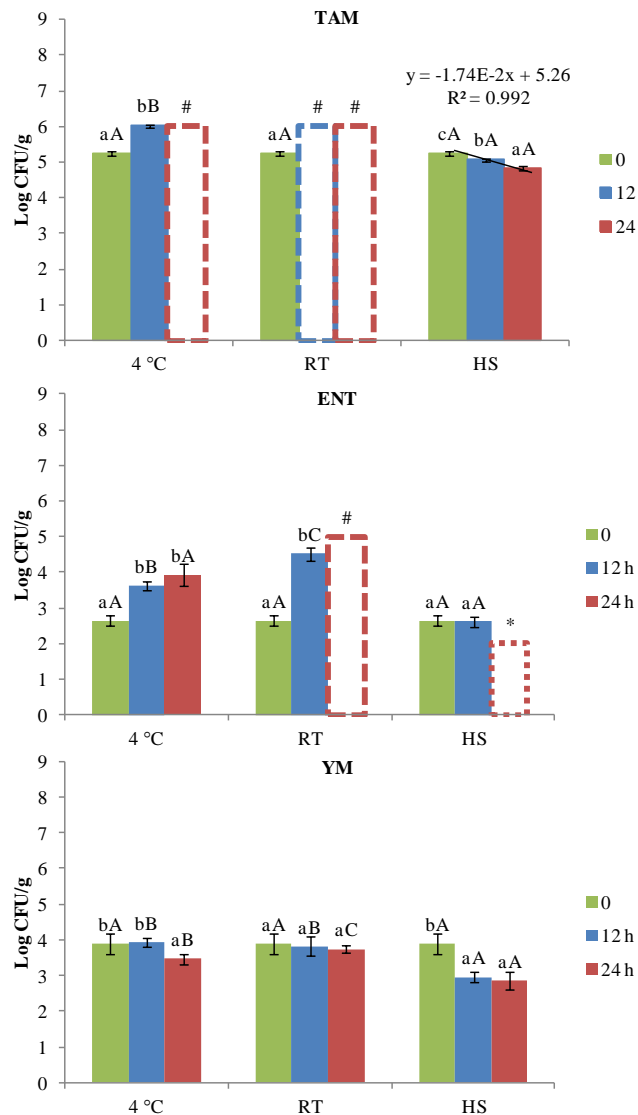 TAM
9
8
7
6
5
4
3
2
1
0
Log CFU/g
aA
bB
#
aA
#
#
cA
bA
aA
y = -1.74E-2x + 5.26
R² = 0.992
4 °C
RT
HS
0
12
24
ENT
9
8
7
6
5
4
3
2
1
0
Log CFU/g
aA
bB
bA
aA
bC
#
aA
aA
*
4 °C
RT
HS
0
12 h
24 h
YM
9
8
7
6
5
4
3
2
1
0
Log CFU/g
bA
bB
aB
aA
aB
aC
bA
aA
aA
4 °C
RT
HS
0
12 h
24 h